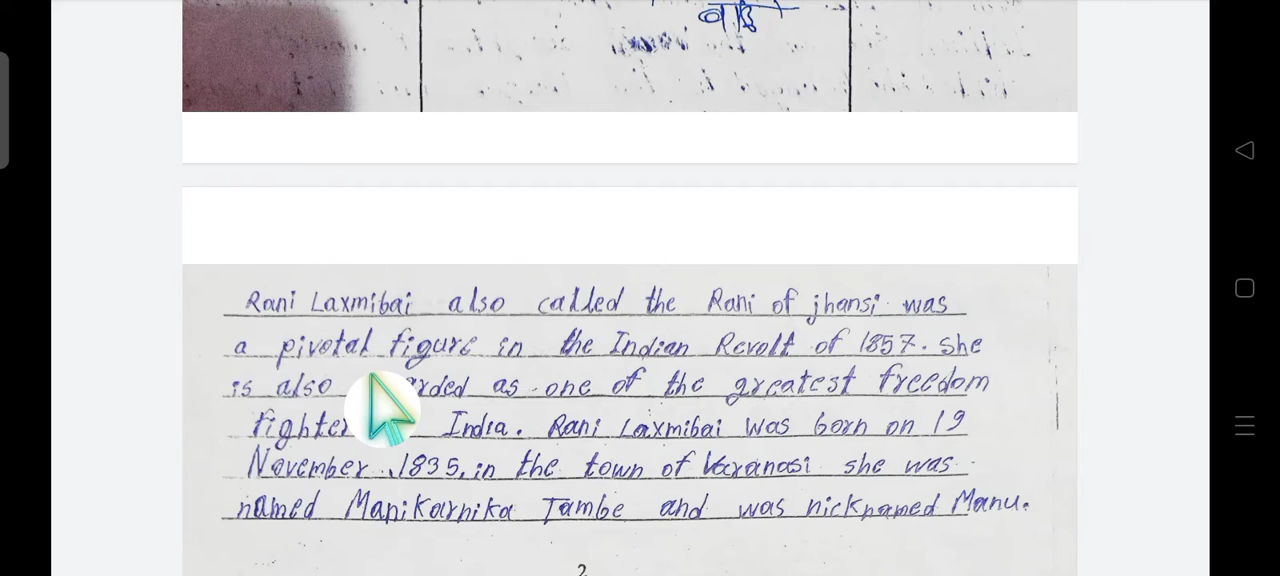 Rani Laxmibai also called the Rani of jhansi was
a pivotal figure in the Indian Revolt of 1857. She
is also as one of the greatest freedom
India. Rani Laxmibai was born on 19
November 1835, in the town of Varanasi she was
named Manikarnika Tambe and was nicknamed Manu.
2